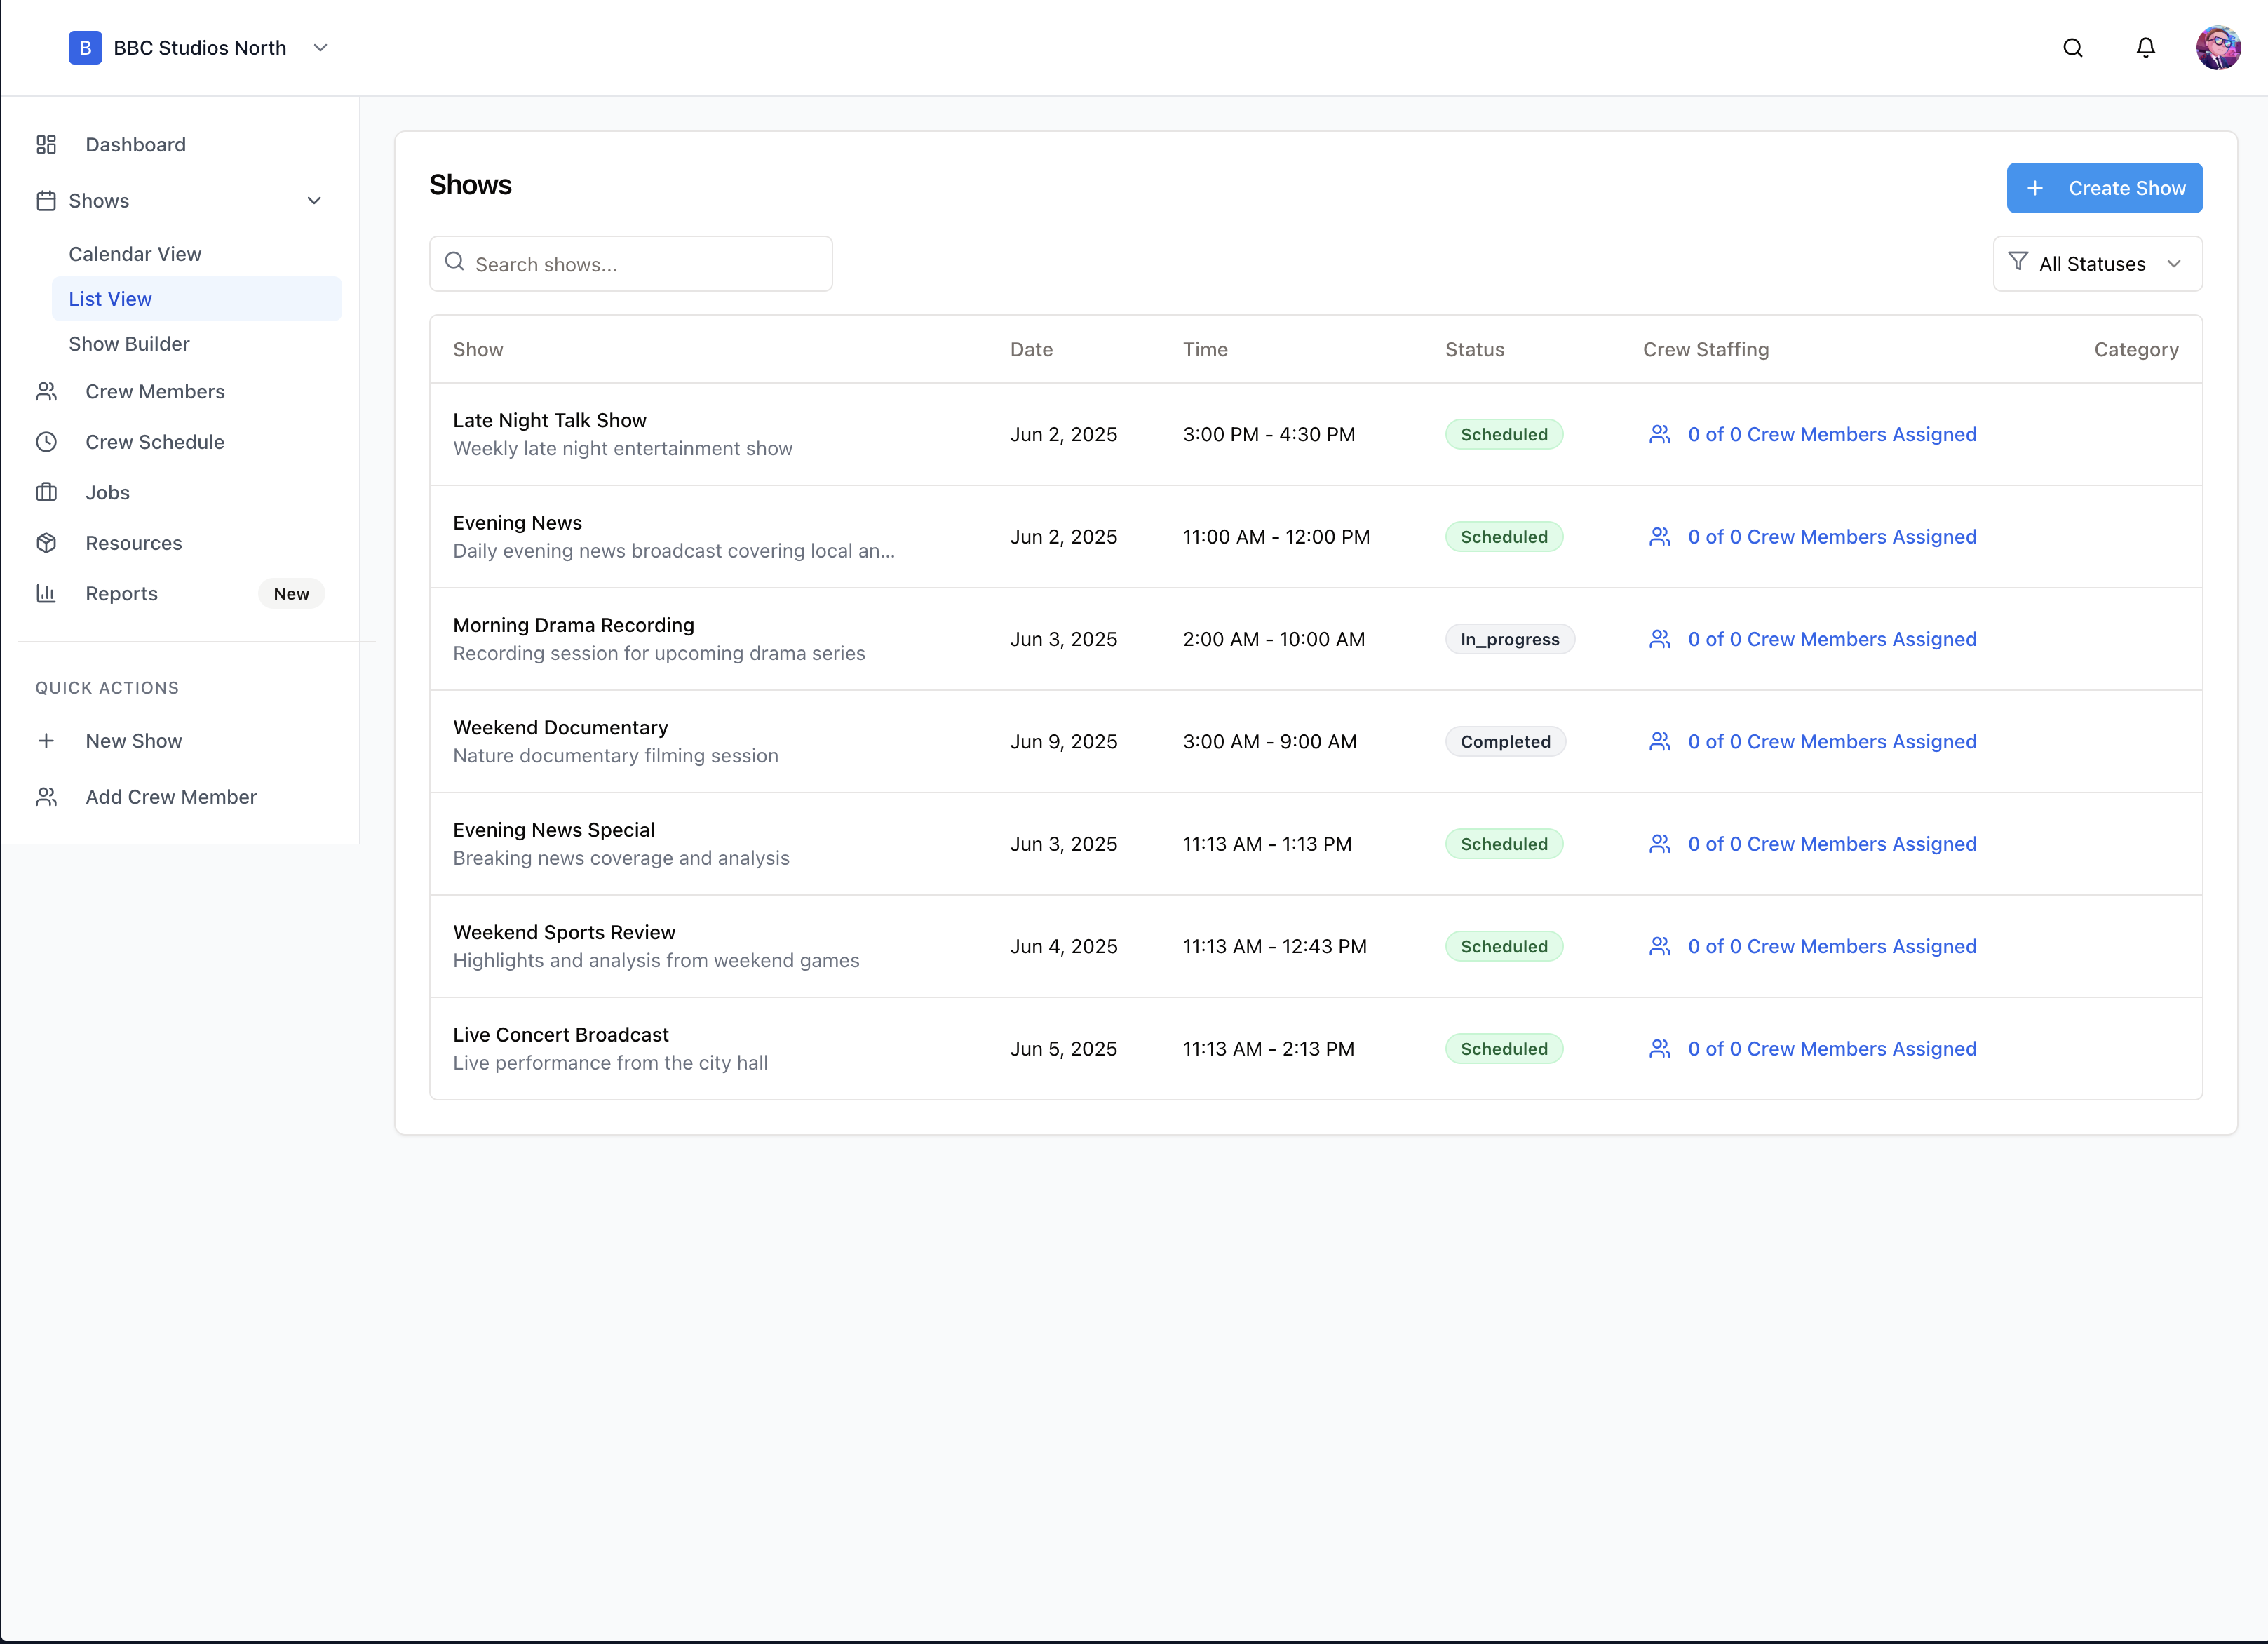 B BBC Studios North
Dashboard
Shows
Calendar View
List View
Show Builder
Crew Members
Crew Schedule
Jobs
Resources
Reports New
QUICK ACTIONS
New Show
Add Crew Member
Shows
Create Show
Search shows...
All Statuses
Show Date Time Status Crew Staffing Category
Late Night Talk Show
Weekly late night entertainment show
Jun 2, 2025 3:00 PM - 4:30 PM Scheduled 0 of 0 Crew Members Assigned
Evening News
Daily evening news broadcast covering local an...
Jun 2, 2025 11:00 AM - 12:00 PM Scheduled 0 of 0 Crew Members Assigned
Morning Drama Recording
Recording session for upcoming drama series
Jun 3, 2025 2:00 AM - 10:00 AM In_progress 0 of 0 Crew Members Assigned
Weekend Documentary
Nature documentary filming session
Jun 9, 2025 3:00 AM - 9:00 AM Completed 0 of 0 Crew Members Assigned
Evening News Special
Breaking news coverage and analysis
Jun 3, 2025 11:13 AM - 1:13 PM Scheduled 0 of 0 Crew Members Assigned
Weekend Sports Review
Highlights and analysis from weekend games
Jun 4, 2025 11:13 AM - 12:43 PM Scheduled 0 of 0 Crew Members Assigned
Live Concert Broadcast
Live performance from the city hall
Jun 5, 2025 11:13 AM - 2:13 PM Scheduled 0 of 0 Crew Members Assigned